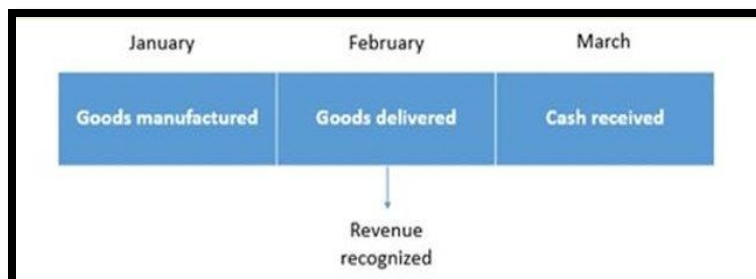 January February March
Goods manufactured Goods delivered Cash received
Revenue
recognized